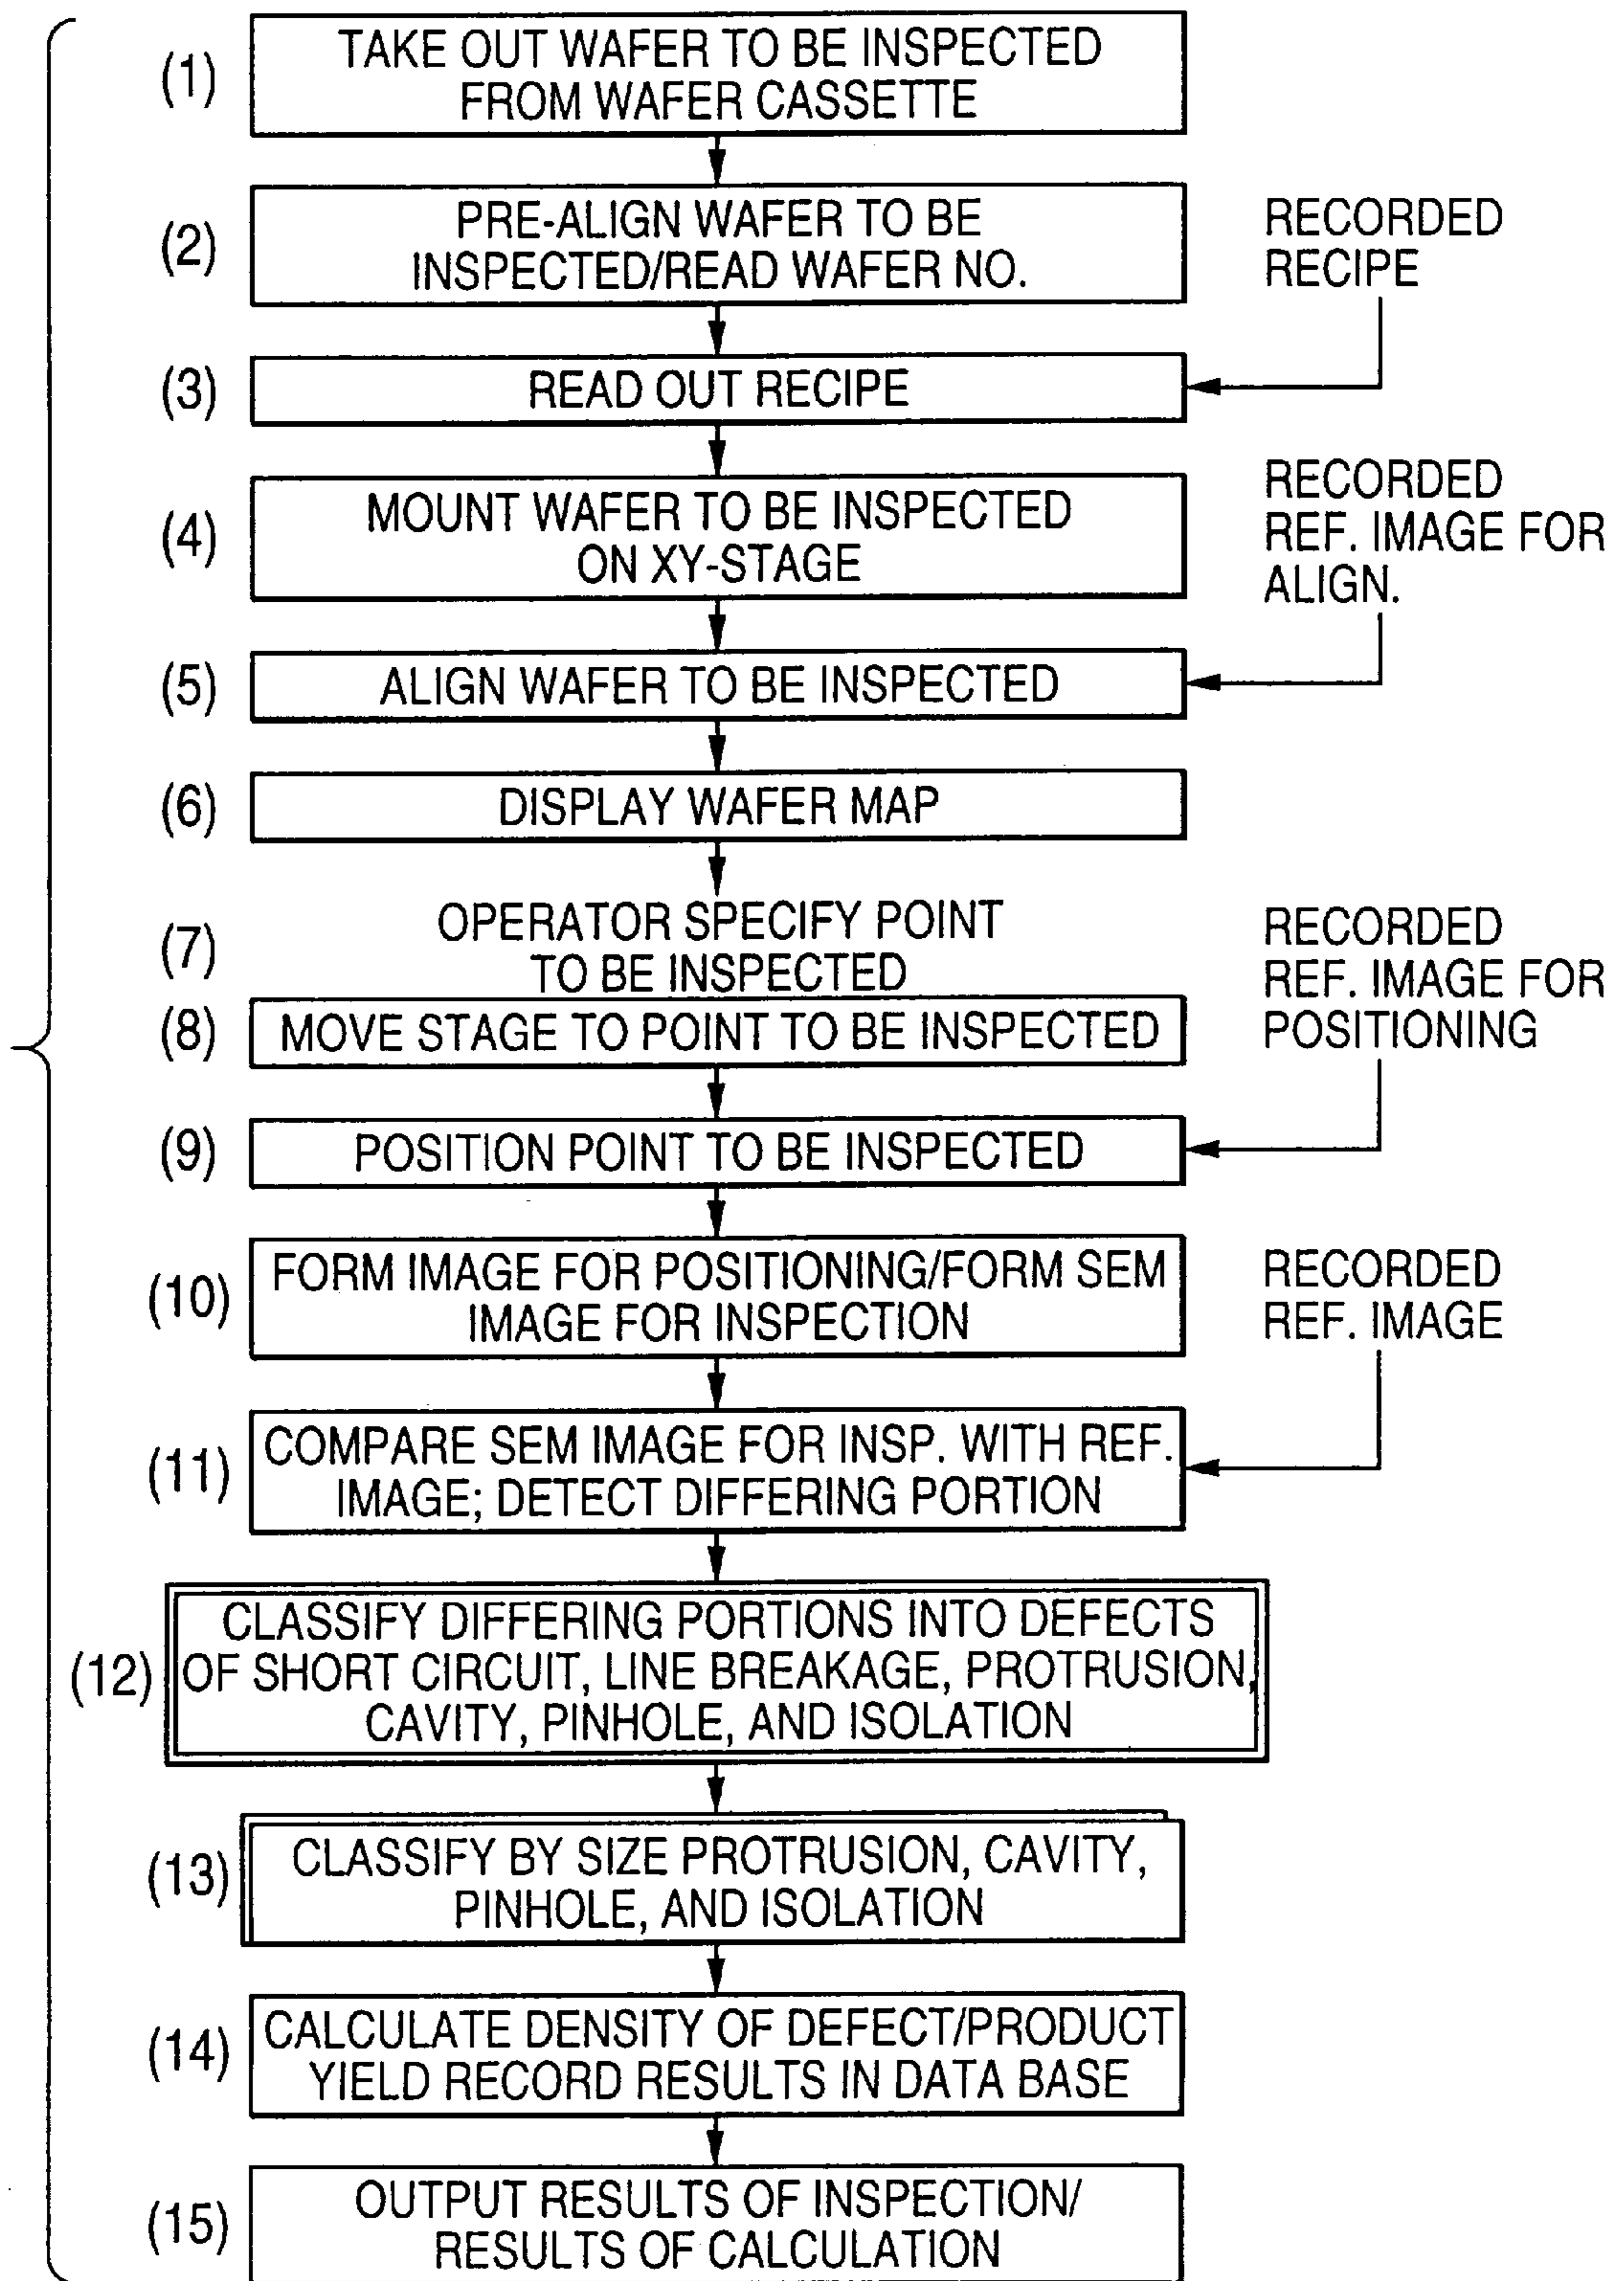 (1)
TAKE OUT WAFER TO BE INSPECTED
FROM WAFER CASSETTE
(2)
PRE-ALIGN WAFER TO BE
INSPECTED/READ WAFER NO.
RECORDED
RECIPE
(3)
READ OUT RECIPE
(4)
MOUNT WAFER TO BE INSPECTED
ON XY-STAGE
RECORDED
REF. IMAGE FOR
ALIGN.
(5)
ALIGN WAFER TO BE INSPECTED
(6)
DISPLAY WAFER MAP
(7)
OPERATOR SPECIFY POINT
TO BE INSPECTED
RECORDED
REF. IMAGE FOR
POSITIONING
(8)
MOVE STAGE TO POINT TO BE INSPECTED
(9)
POSITION POINT TO BE INSPECTED
(10)
FORM IMAGE FOR POSITIONING/FORM SEM
IMAGE FOR INSPECTION
RECORDED
REF. IMAGE
(11)
COMPARE SEM IMAGE FOR INSP. WITH REF.
IMAGE; DETECT DIFFERING PORTION
(12)
CLASSIFY DIFFERING PORTIONS INTO DEFECTS
OF SHORT CIRCUIT, LINE BREAKAGE, PROTRUSION,
CAVITY, PINHOLE, AND ISOLATION
(13)
CLASSIFY BY SIZE PROTRUSION, CAVITY,
PINHOLE, AND ISOLATION
(14)
CALCULATE DENSITY OF DEFECT/PRODUCT
YIELD RECORD RESULTS IN DATA BASE
(15)
OUTPUT RESULTS OF INSPECTION/
RESULTS OF CALCULATION